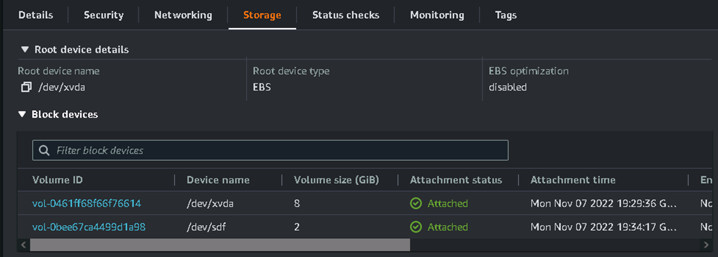 Details Security Networking Storage Status checks Monitoring Tags
Root device details
Root device name Root device type EBS optimization
/dev/xvda EBS disabled
Block devices
Filter block devices
Volume ID Device name Volume size (GiB) Attachment status Attachment time En
vol-0461ff68f66f76614 /dev/xvda 8 Attached Mon Nov 07 2022 19:29:36 G... No
vol-0bee67ca4499d1a98 /dev/sdf 2 Attached Mon Nov 07 2022 19:34:17 G... No